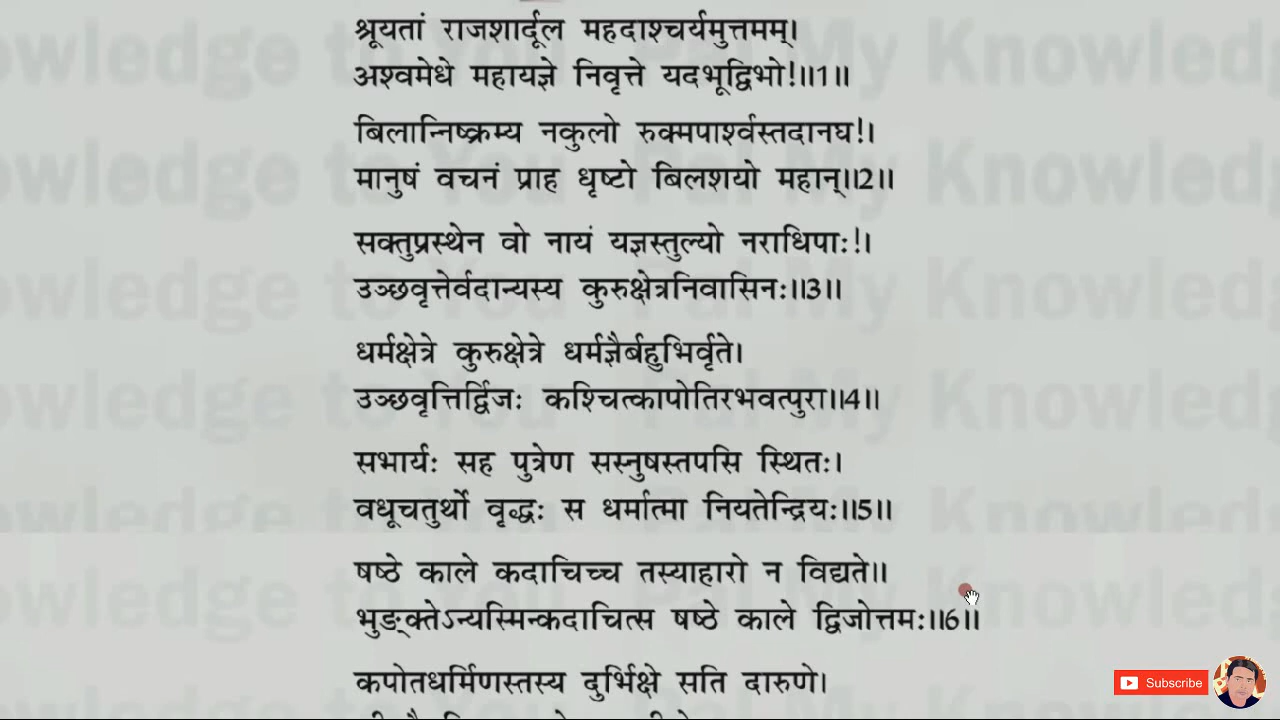 श्रूयतां राजशार्दूल महदाश्चर्यमुत्तमम्।
अश्वमेधे महायज्ञे निवृत्ते यदभूद्विभो!॥1॥
बिलान्निष्क्रम्य नकुलो रुक्मपार्श्वस्तदानघ!।
मानुषं वचनं प्राह धृष्टो बिलशयो महान्॥2॥
सक्तुप्रस्थेन वो नायं यज्ञस्तुल्यो नराधिपाः!।
उञ्छवृत्तेर्वदान्यस्य कुरुक्षेत्रनिवासिनः॥3॥
धर्मक्षेत्रे कुरुक्षेत्रे धर्मज्ञैर्बहुभिर्वृते।
उञ्छवृत्तिर्द्विजः कश्चित्कापोतिरभवत्पुरा॥4॥
सभार्यः सह पुत्रेण सस्नुषस्तपसि स्थितः।
वधूचतुर्थो वृद्धः स धर्मात्मा नियतेन्द्रियः॥5॥
षष्ठे काले कदाचिच्च तस्याहारो न विद्यते॥
भुङ्क्तेऽन्यस्मिन्कदाचित्स षष्ठे काले द्विजोत्तमः॥6॥
कपोतधर्मिणस्तस्य दुर्भिक्षे सति दारुणे।
Subscribe